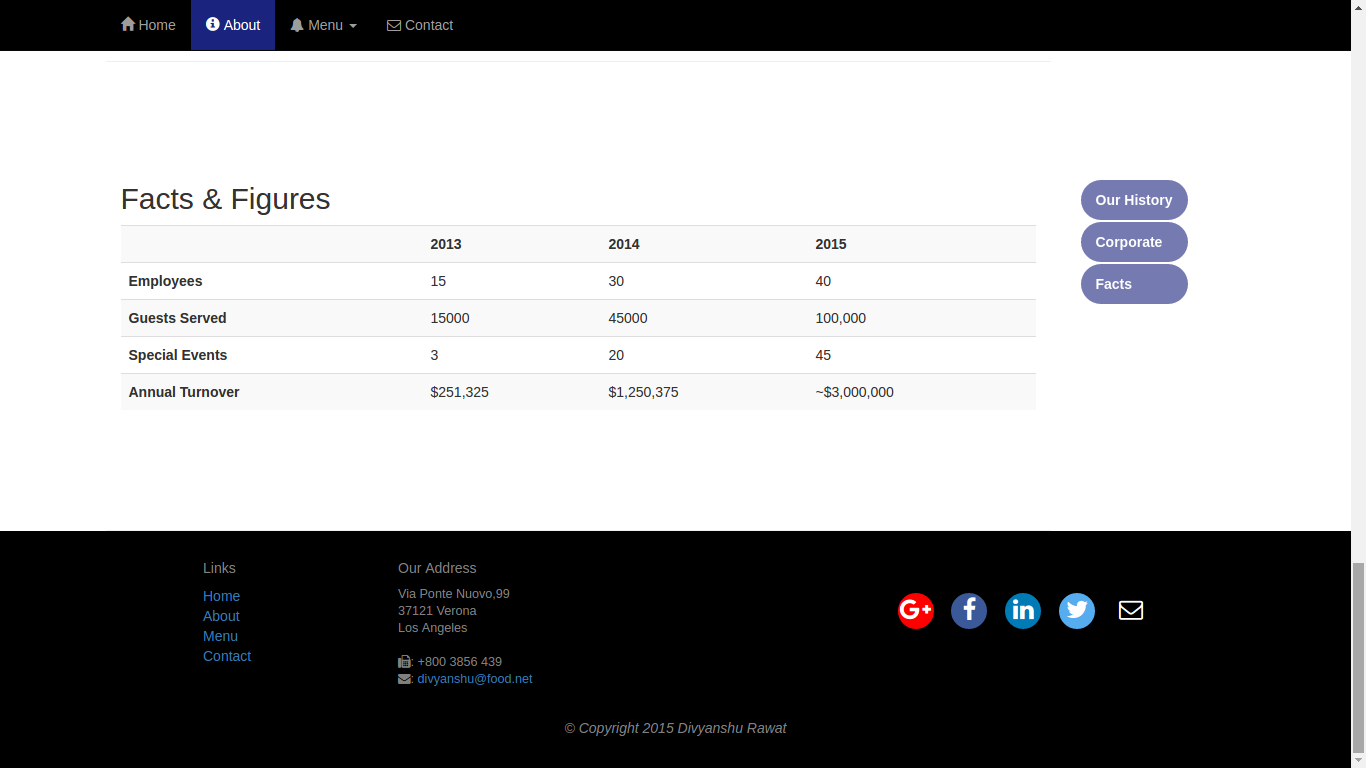 Home About Menu Contact
Facts & Figures
2013 2014 2015
Employees 15 30 40
Guests Served 15000 45000 100,000
Special Events 3 20 45
Annual Turnover $251,325 $1,250,375 ~$3,000,000
Our History
Corporate
Facts
Links
Home
About
Menu
Contact
Our Address
Via Ponte Nuovo,99
37121 Verona
Los Angeles
: +800 3856 439
: divyanshu@food.net
G+ f in
© Copyright 2015 Divyanshu Rawat